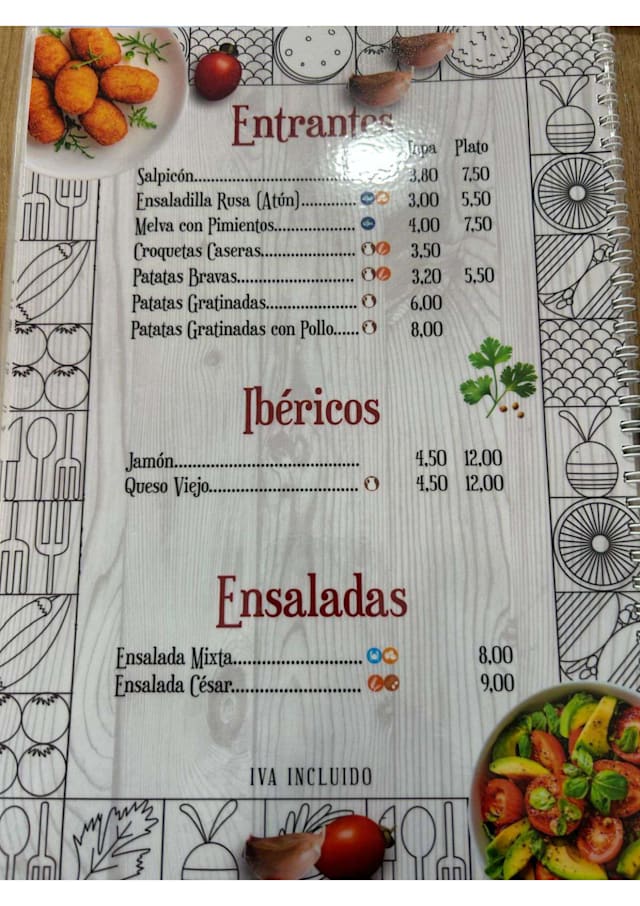 Entrantes
Tapa Plato
Salpicón 3,80 7,50
Ensaladilla Rusa (Atún) 3,00 5,50
Melva con Pimientos 4,00 7,50
Croquetas Caseras 3,50
Patatas Bravas 3,20 5,50
Patatas Gratinadas 6,00
Patatas Gratinadas con Pollo 8,00
Ibéricos
Jamón 4,50 12,00
Queso Viejo 4,50 12,00
Ensaladas
Ensalada Mixta 8,00
Ensalada César 9,00
IVA INCLUIDO